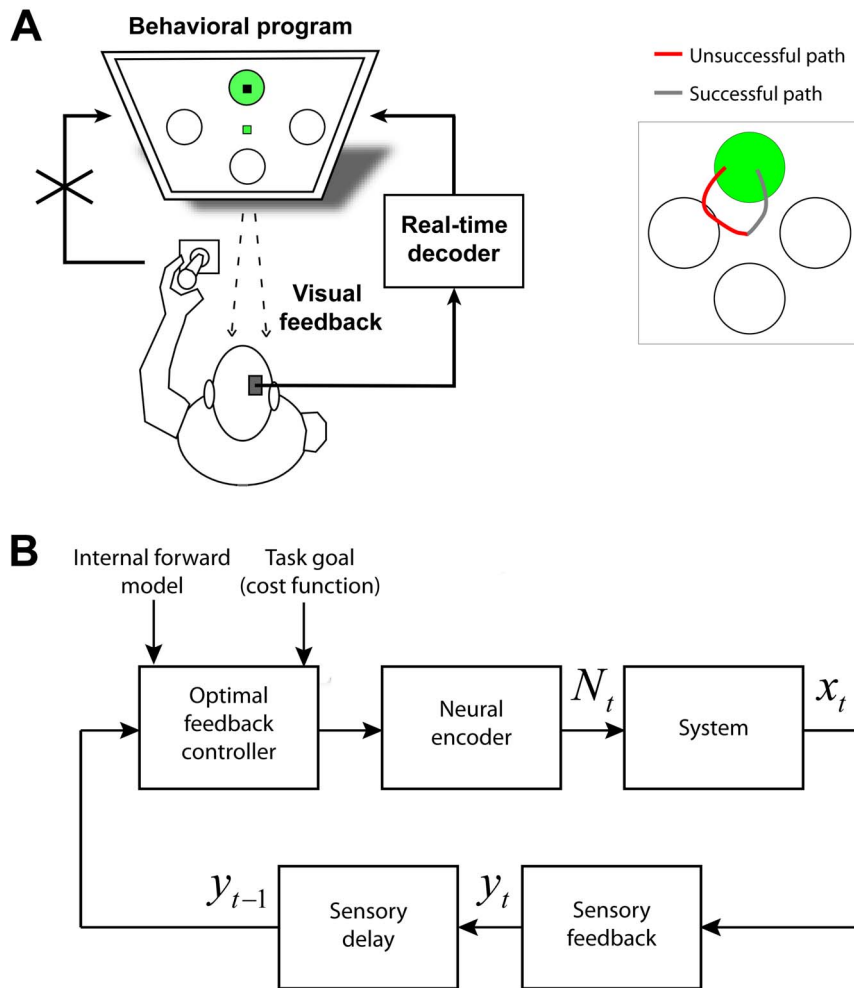 A
Behavioral program
Real-time
decoder
Visual
feedback
Unsuccessful path
Successful path
B
Internal forward
model
Task goal
(cost function)
Optimal
feedback
controller
Neural
encoder
N_t
System
x_t
y_{t-1}
Sensory
delay
y_t
Sensory
feedback